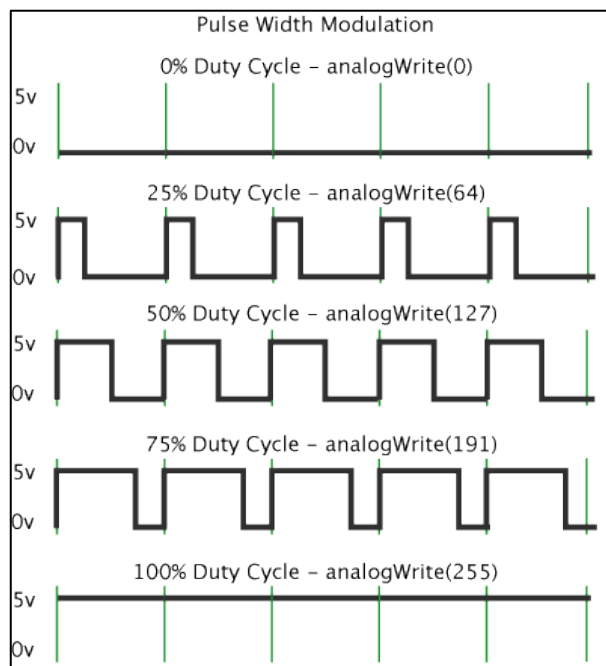 Pulse Width Modulation
0% Duty Cycle – analogWrite(0)
5v
0v
25% Duty Cycle – analogWrite(64)
5v
0v
50% Duty Cycle – analogWrite(127)
5v
0v
75% Duty Cycle – analogWrite(191)
5v
0v
100% Duty Cycle – analogWrite(255)
5v
0v